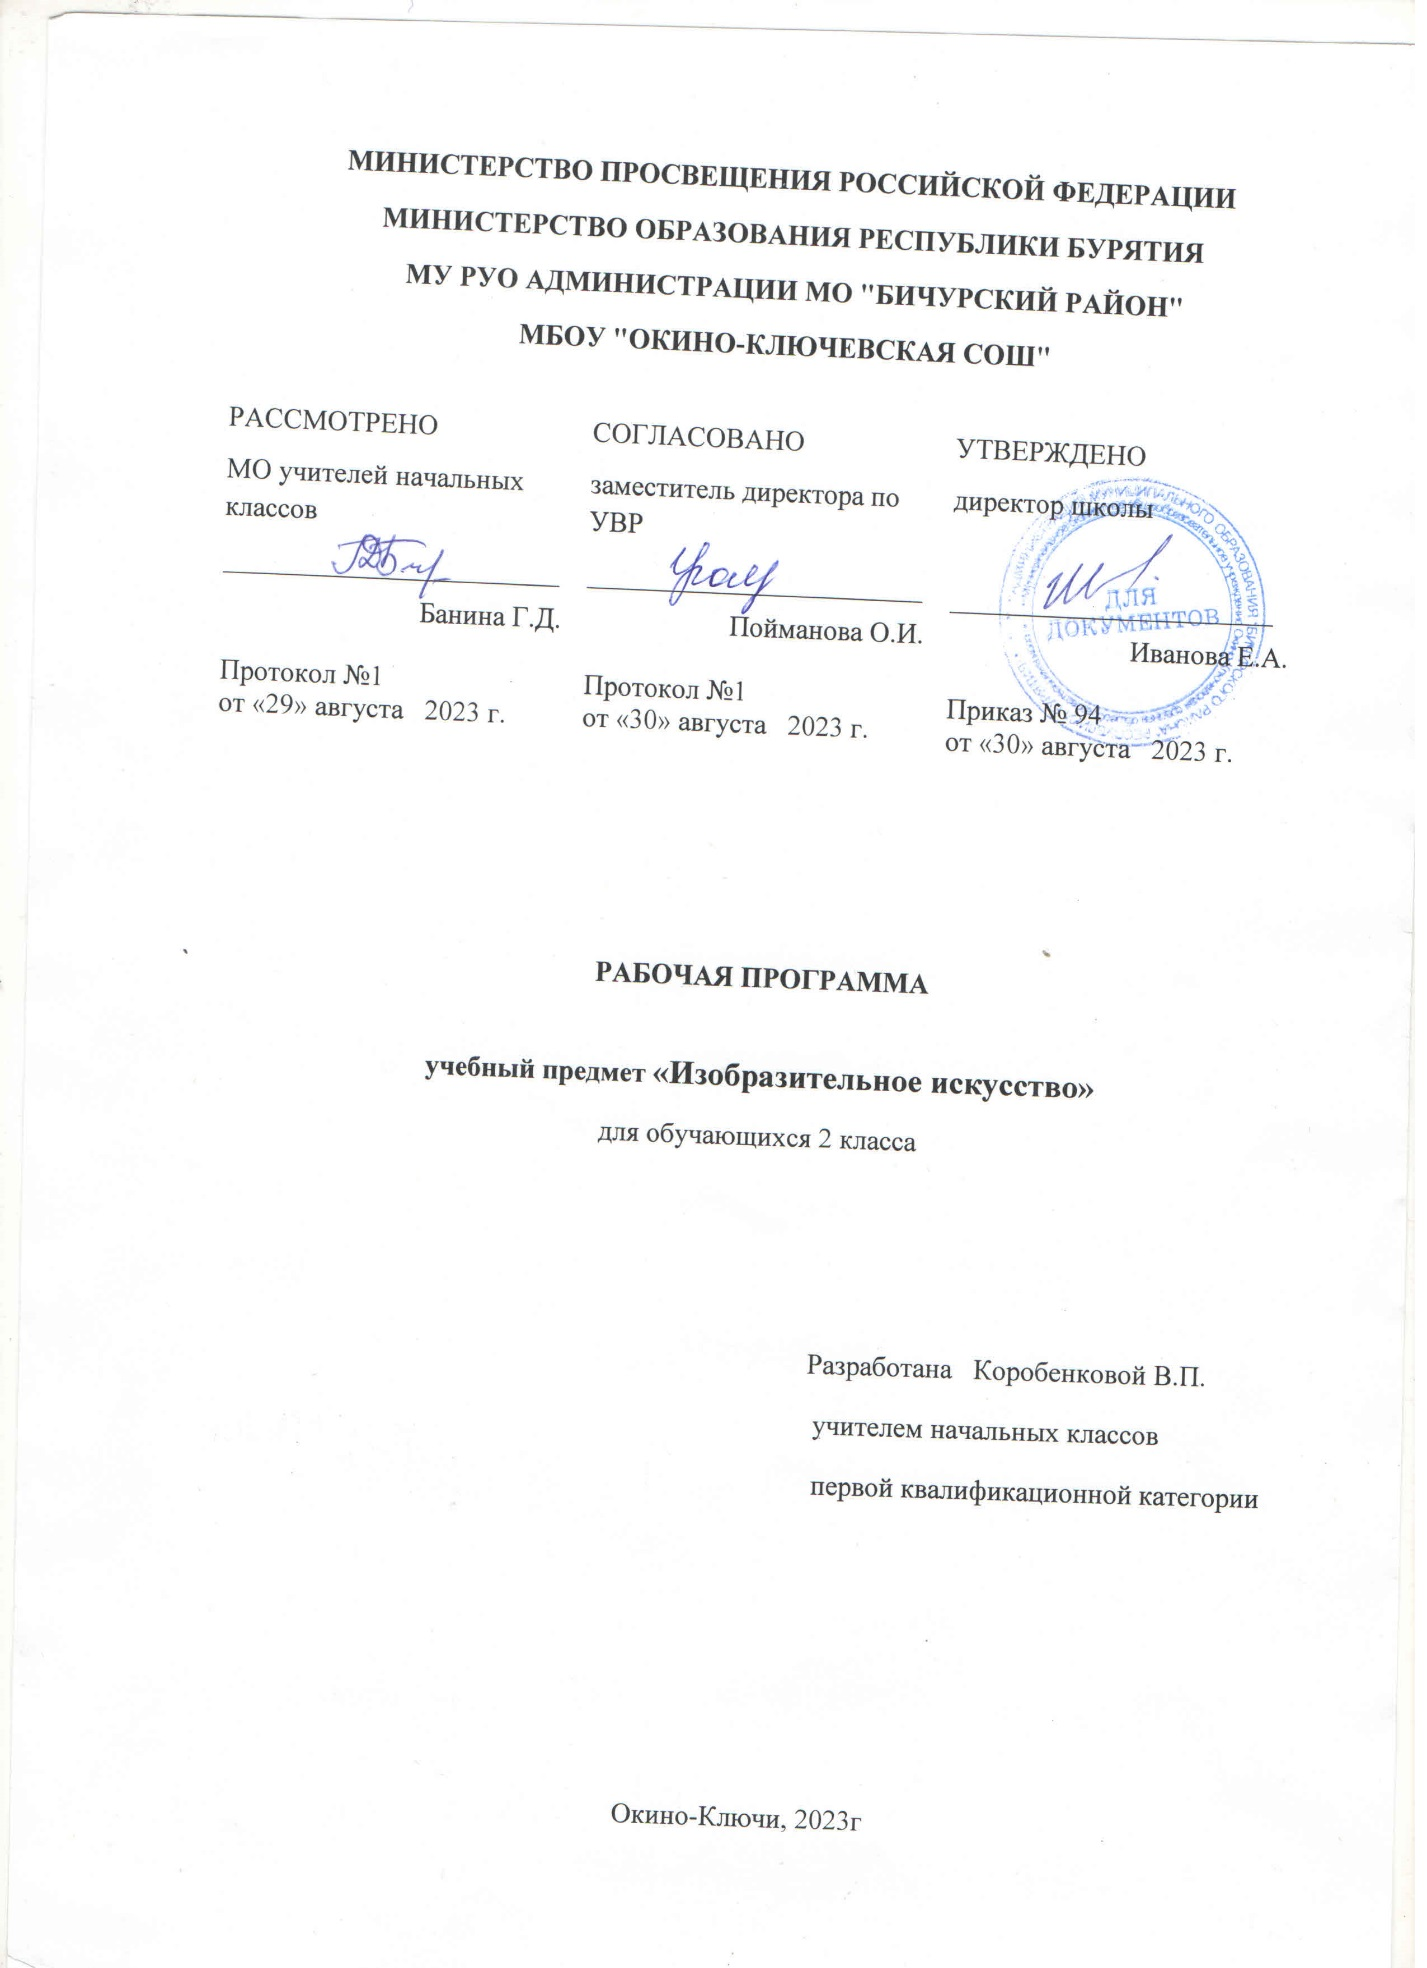 МИНИСТЕРСТВО ПРОСВЕЩЕНИЯ РОССИЙСКОЙ ФЕДЕРАЦИИ
МИНИСТЕРСТВО ОБРАЗОВАНИЯ РЕСПУБЛИКИ БУРЯТИЯ
МУ РУО АДМИНИСТРАЦИИ МО "БИЧУРСКИЙ РАЙОН"
МБОУ "ОКИНО-КЛЮЧЕВСКАЯ СОШ"
РАССМОТРЕНО
МО учителей начальных
классов
Банина Г.Д.
Протокол №1
от «29» августа 2023 г.
СОГЛАСОВАНО
заместитель директора по
УВР
Пойманова О.И.
Протокол №1
от «30» августа 2023 г.
УТВЕРЖДЕНО
директор школы
ДЛЯ
ДОКУМЕНТОВ
Иванова Е.А.
Приказ № 94
от «30» августа 2023 г.
РАБОЧАЯ ПРОГРАММА
учебный предмет «Изобразительное искусство»
для обучающихся 2 класса
Разработана Коробенковой В.П.
учителем начальных классов
первой квалификационной категории
Окино-Ключи, 2023г